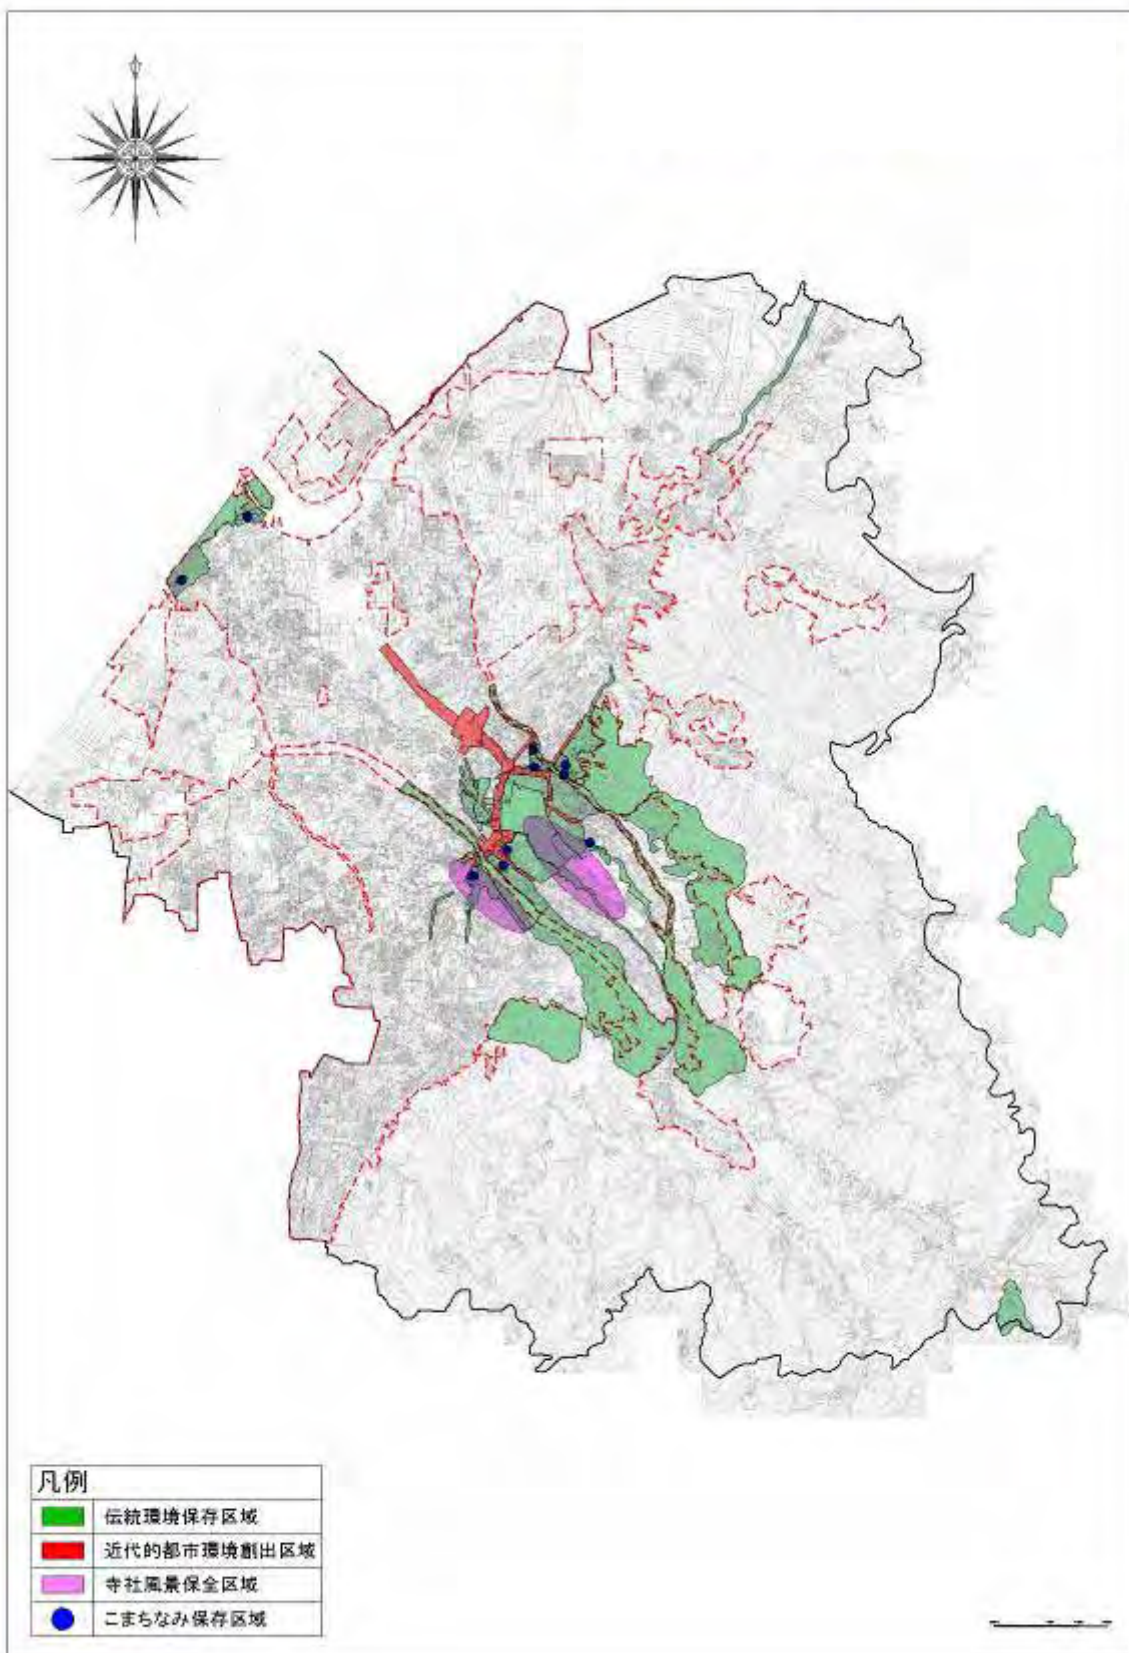 凡例
伝統環境保存区域
近代的都市環境創出区域
寺社風景保全区域
こまちなみ保存区域